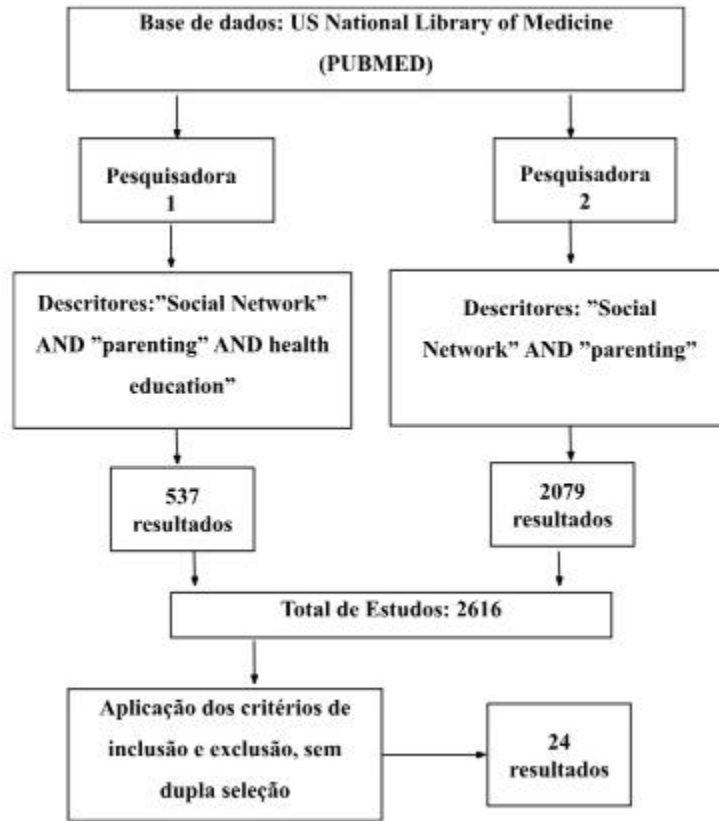 Base de dados: US National Library of Medicine
(PUBMED)
Pesquisadora
1
Pesquisadora
2
Descritores:”Social Network”
AND ”parenting” AND health
education”
Descritores: ”Social
Network” AND ”parenting”
537
resultados
2079
resultados
Total de Estudos: 2616
Aplicação dos critérios de
inclusão e exclusão, sem
dupla seleção
24
resultados